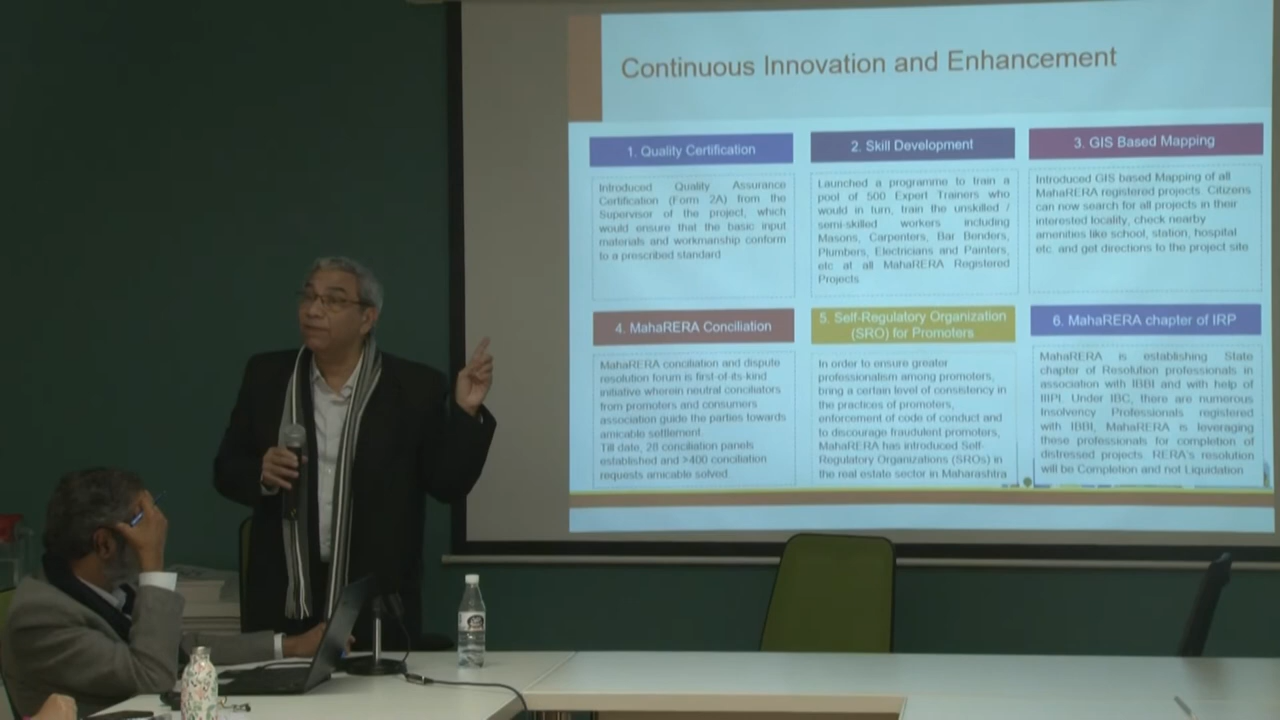 Continuous Innovation and Enhancement
1. Quality Certification
Introduced Quality Assurance
Certification (Form 2A) from the
Supervisor of the project, which
would ensure that the basic input
materials and workmanship conform
to a prescribed standard
2. Skill Development
Launched a programme to train a
pool of 500 Expert Trainers who
would in turn, train the unskilled /
semi-skilled workers including
Masons, Carpenters, Bar Benders,
Plumbers, Electricians and Painters,
etc at all MahaRERA Registered
Projects
3. GIS Based Mapping
Introduced GIS based Mapping of all
MahaRERA registered projects. Citizens
can now search for all projects in their
interested locality, check nearby
amenities like school, station, hospital
etc. and get directions to the project site
4. MahaRERA Conciliation
MahaRERA conciliation and dispute
resolution forum is first-of-its-kind
initiative wherein neutral conciliators
from promoters and consumers
association guide the parties towards
amicable settlement.
Till date, 28 conciliation panels
established and >400 conciliation
requests amicable solved.
5. Self-Regulatory Organization
(SRO) for Promoters
In order to ensure greater
professionalism among promoters,
bring a certain level of consistency in
the practices of promoters,
enforcement of code of conduct and
to discourage fraudulent promoters,
MahaRERA has introduced Self-
Regulatory Organizations (SROs) in
the real estate sector in Maharashtra
6. MahaRERA chapter of IRP
MahaRERA is establishing State
chapter of Resolution professionals in
association with IBBI and with help of
IIIPI. Under IBC, there are numerous
Insolvency Professionals registered
with IBBI, MahaRERA is leveraging
these professionals for completion of
distressed projects. RERA's resolution
will be Completion and not Liquidation